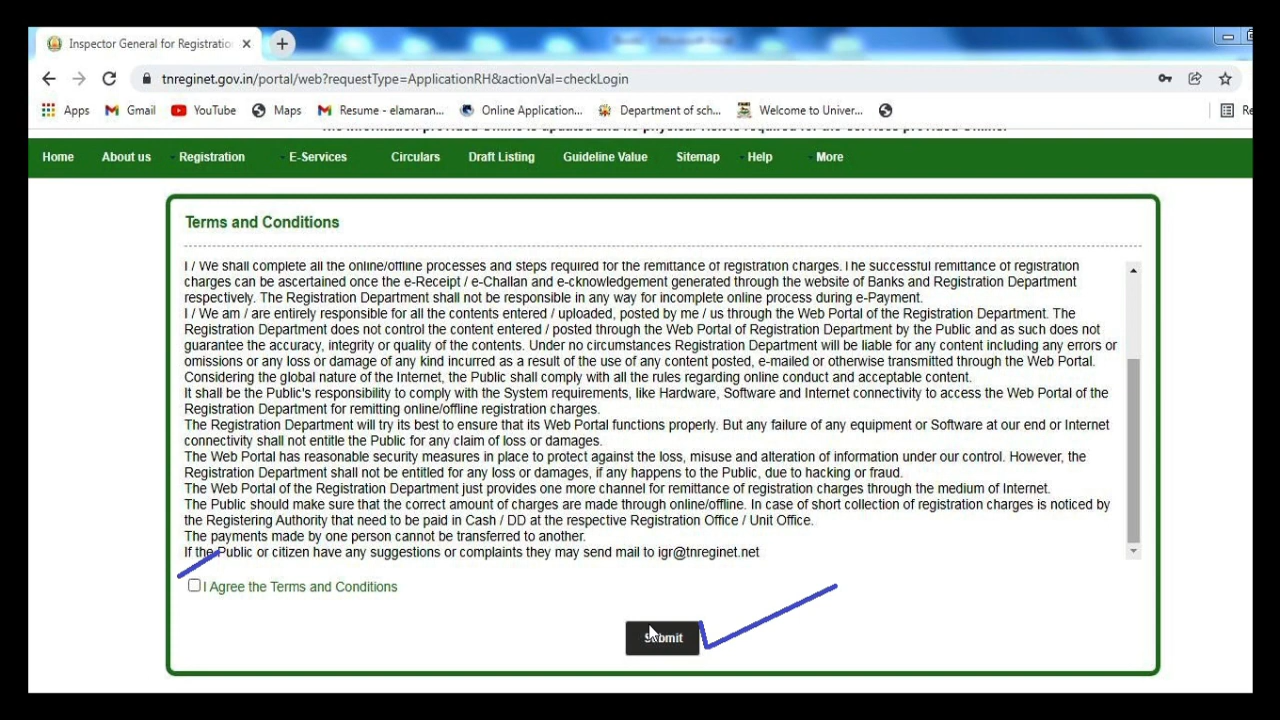 Inspector General for Registratio
tnreginet.gov.in/portal/web?requestType=ApplicationRH&actionVal=checkLogin
Apps Gmail YouTube Maps Resume - elamaran... Online Application... Department of sch... Welcome to Univer... Re
The information provided Online is updated and no physical visit is required for the services provided Online.
Home About us Registration E-Services Circulars Draft Listing Guideline Value Sitemap Help More
Terms and Conditions
I / We shall complete all the online/offline processes and steps required for the remittance of registration charges. The successful remittance of registration
charges can be ascertained once the e-Receipt / e-Challan and e-cknowledgement generated through the website of Banks and Registration Department
respectively. The Registration Department shall not be responsible in any way for incomplete online process during e-Payment.
I / We am / are entirely responsible for all the contents entered / uploaded, posted by me / us through the Web Portal of the Registration Department. The
Registration Department does not control the content entered / posted through the Web Portal of Registration Department by the Public and as such does not
guarantee the accuracy, integrity or quality of the contents. Under no circumstances Registration Department will be liable for any content including any errors or
omissions or any loss or damage of any kind incurred as a result of the use of any content posted, e-mailed or otherwise transmitted through the Web Portal.
Considering the global nature of the Internet, the Public shall comply with all the rules regarding online conduct and acceptable content.
It shall be the Public's responsibility to comply with the System requirements, like Hardware, Software and Internet connectivity to access the Web Portal of the
Registration Department for remitting online/offline registration charges.
The Registration Department will try its best to ensure that its Web Portal functions properly. But any failure of any equipment or Software at our end or Internet
connectivity shall not entitle the Public for any claim of loss or damages.
The Web Portal has reasonable security measures in place to protect against the loss, misuse and alteration of information under our control. However, the
Registration Department shall not be entitled for any loss or damages, if any happens to the Public, due to hacking or fraud.
The Web Portal of the Registration Department just provides one more channel for remittance of registration charges through the medium of Internet.
The Public should make sure that the correct amount of charges are made through online/offline. In case of short collection of registration charges is noticed by
the Registering Authority that need to be paid in Cash / DD at the respective Registration Office / Unit Office.
The payments made by one person cannot be transferred to another.
If the Public or citizen have any suggestions or complaints they may send mail to igr@tnreginet.net
I Agree the Terms and Conditions
Submit